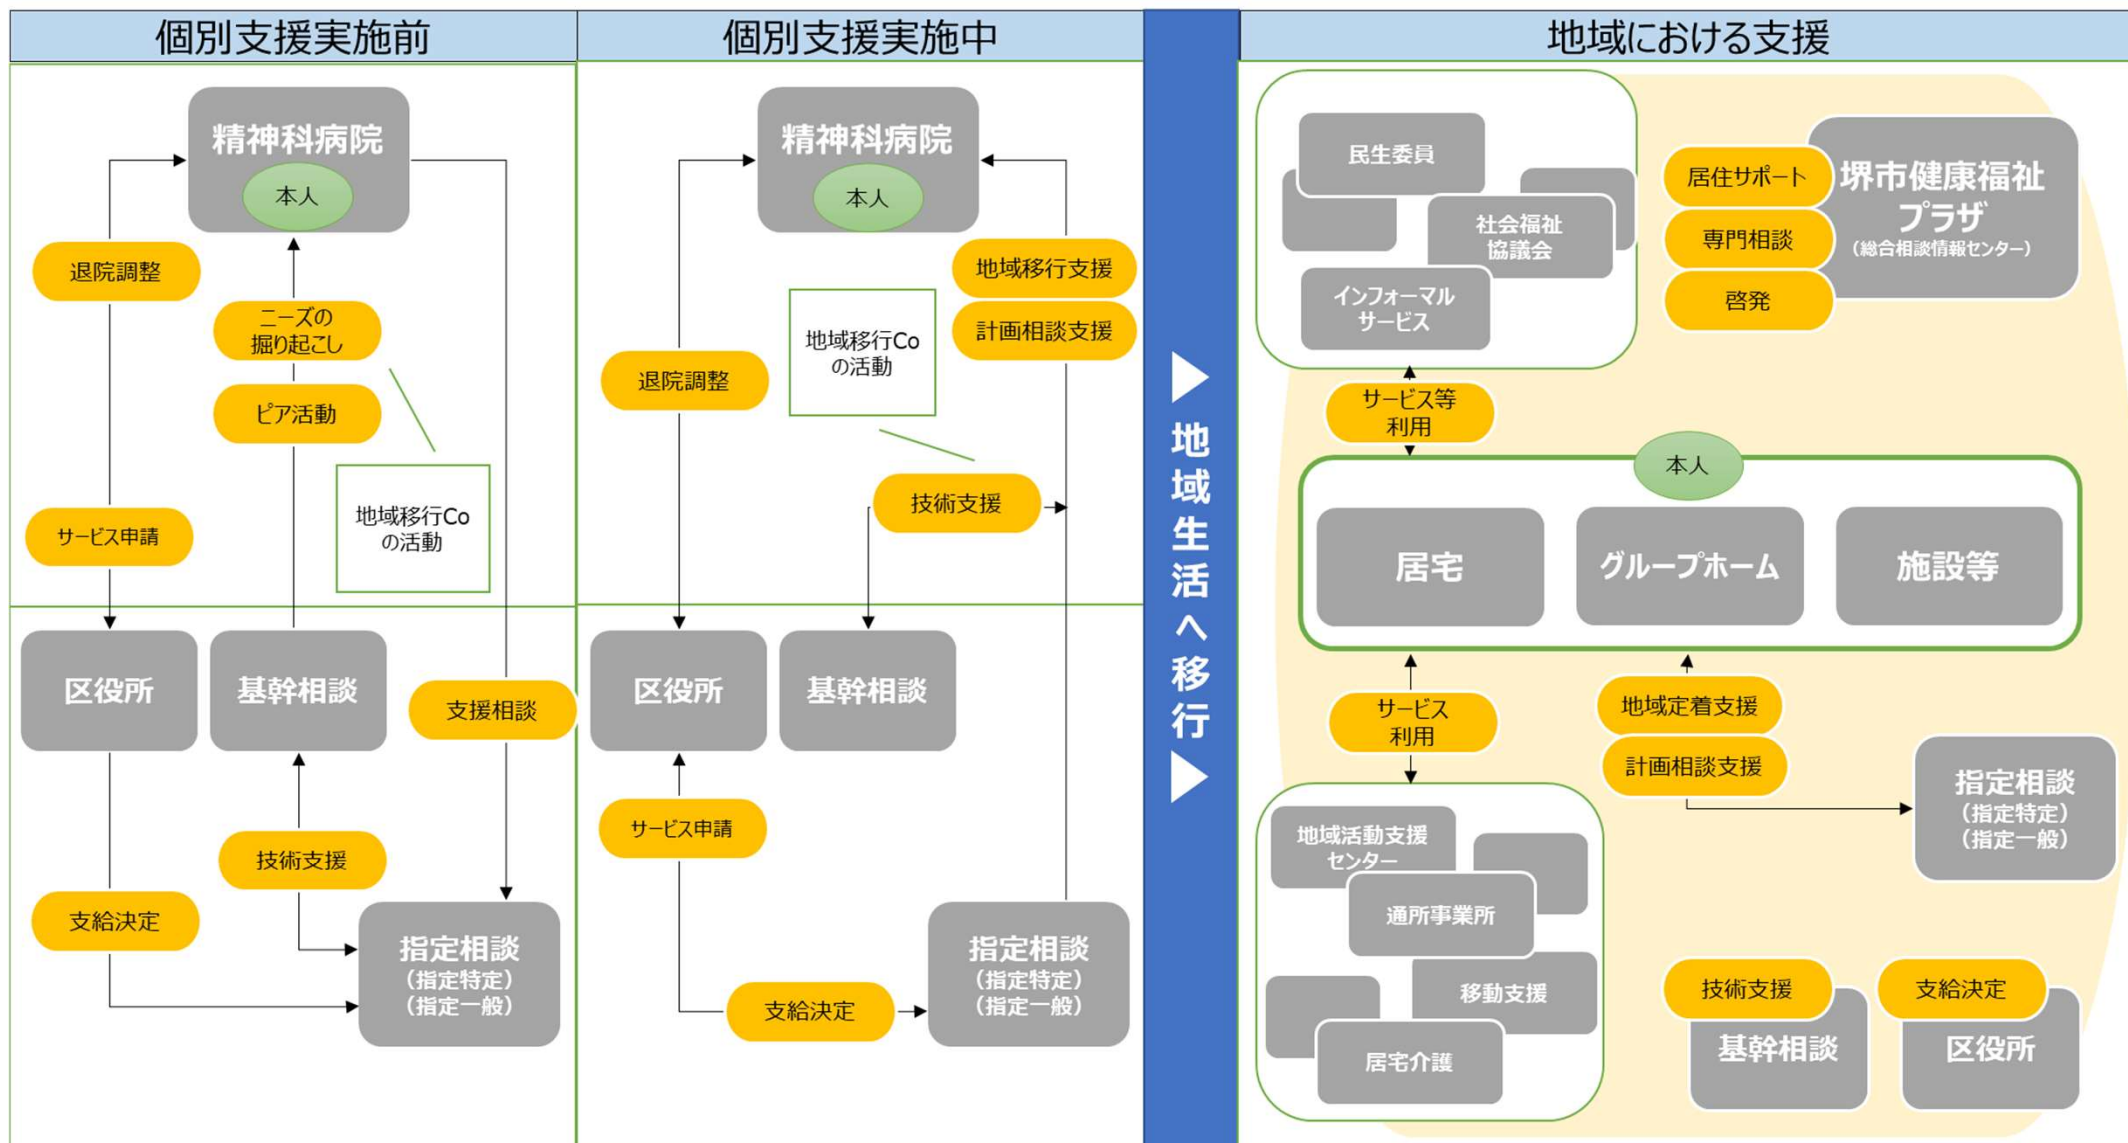 個別支援実施前
精神科病院
本人
退院調整
ニーズの
掘り起こし
ピア活動
地域移行Co
の活動
サービス申請
区役所
基幹相談
支援相談
技術支援
支給決定
指定相談
（指定特定）
（指定一般）
個別支援実施中
精神科病院
本人
地域移行支援
計画相談支援
地域移行Co
の活動
退院調整
技術支援
区役所
基幹相談
サービス申請
支給決定
指定相談
（指定特定）
（指定一般）
地域生活へ移行
地域における支援
民生委員
社会福祉
協議会
インフォーマル
サービス
居住サポート
専門相談
啓発
堺市健康福祉
プラザ
（総合相談情報センター）
サービス等
利用
本人
居宅
グループホーム
施設等
サービス
利用
地域定着支援
計画相談支援
指定相談
（指定特定）
（指定一般）
地域活動支援
センター
通所事業所
移動支援
居宅介護
技術支援
基幹相談
支給決定
区役所